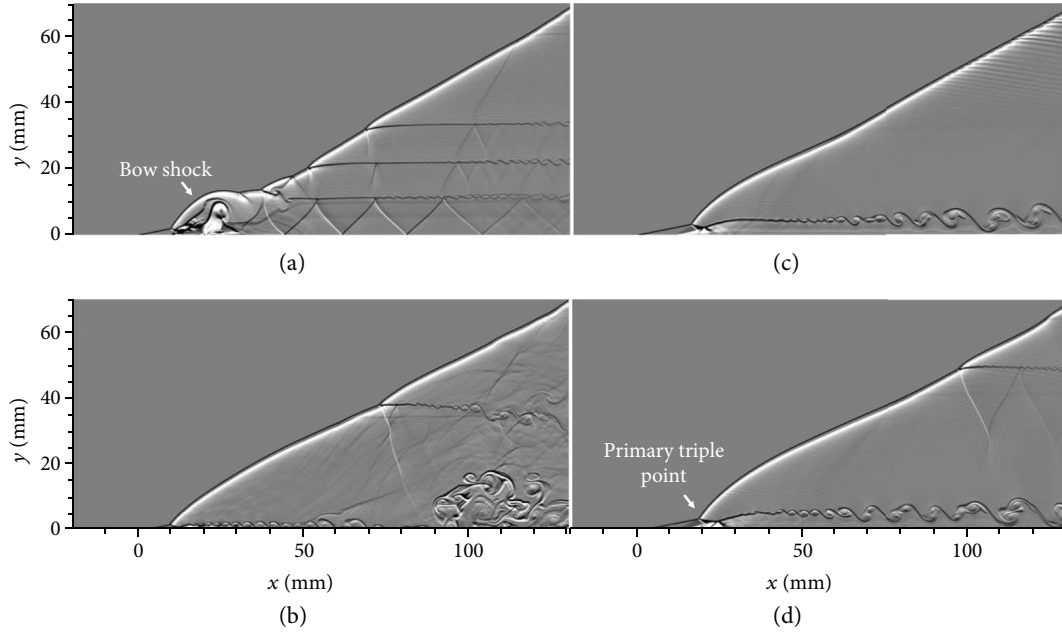 60
40
20
0
y (mm)
Bow shock
(a)
(c)
60
40
20
0
y (mm)
Primary triple
point
0
50
100
0
50
100
x (mm)
x (mm)
(b)
(d)